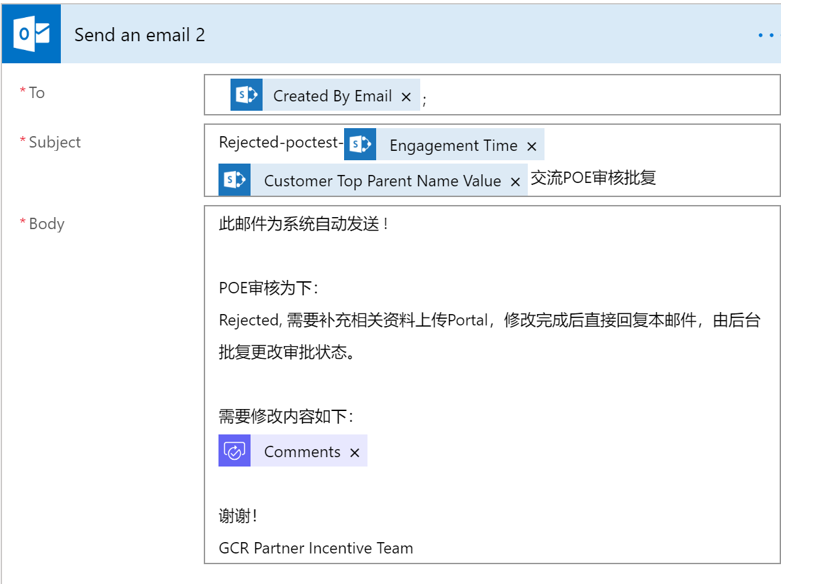 Send an email 2
* To
Created By Email × ;
* Subject
Rejected-poctest- Engagement Time ×
Customer Top Parent Name Value × 交流POE审核批复
* Body
此邮件为系统自动发送！
POE审核为下：
Rejected, 需要补充相关资料上传Portal，修改完成后直接回复本邮件，由后台
批复更改审批状态。
需要修改内容如下：
Comments ×
谢谢！
GCR Partner Incentive Team